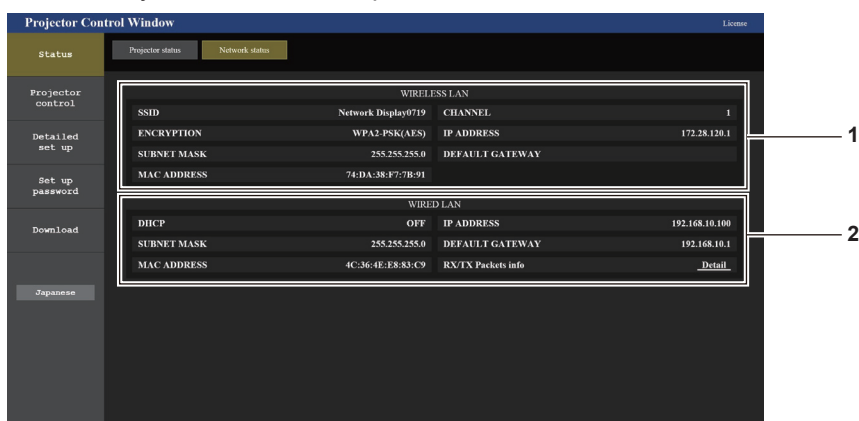 Projector Control Window
License
Status
Projector status
Network status
Projector
control
Detailed
set up
Set up
password
Download
Japanese
WIRELESS LAN
SSID Network Display0719 CHANNEL 1
ENCRYPTION WPA2-PSK(AES) IP ADDRESS 172.28.120.1
SUBNET MASK 255.255.255.0 DEFAULT GATEWAY
MAC ADDRESS 74:DA:38:F7:7B:91
1
WIRED LAN
DHCP OFF IP ADDRESS 192.168.10.100
SUBNET MASK 255.255.255.0 DEFAULT GATEWAY 192.168.10.1
MAC ADDRESS 4C:36:4E:E8:83:C9 RX/TX Packets info Detail
2